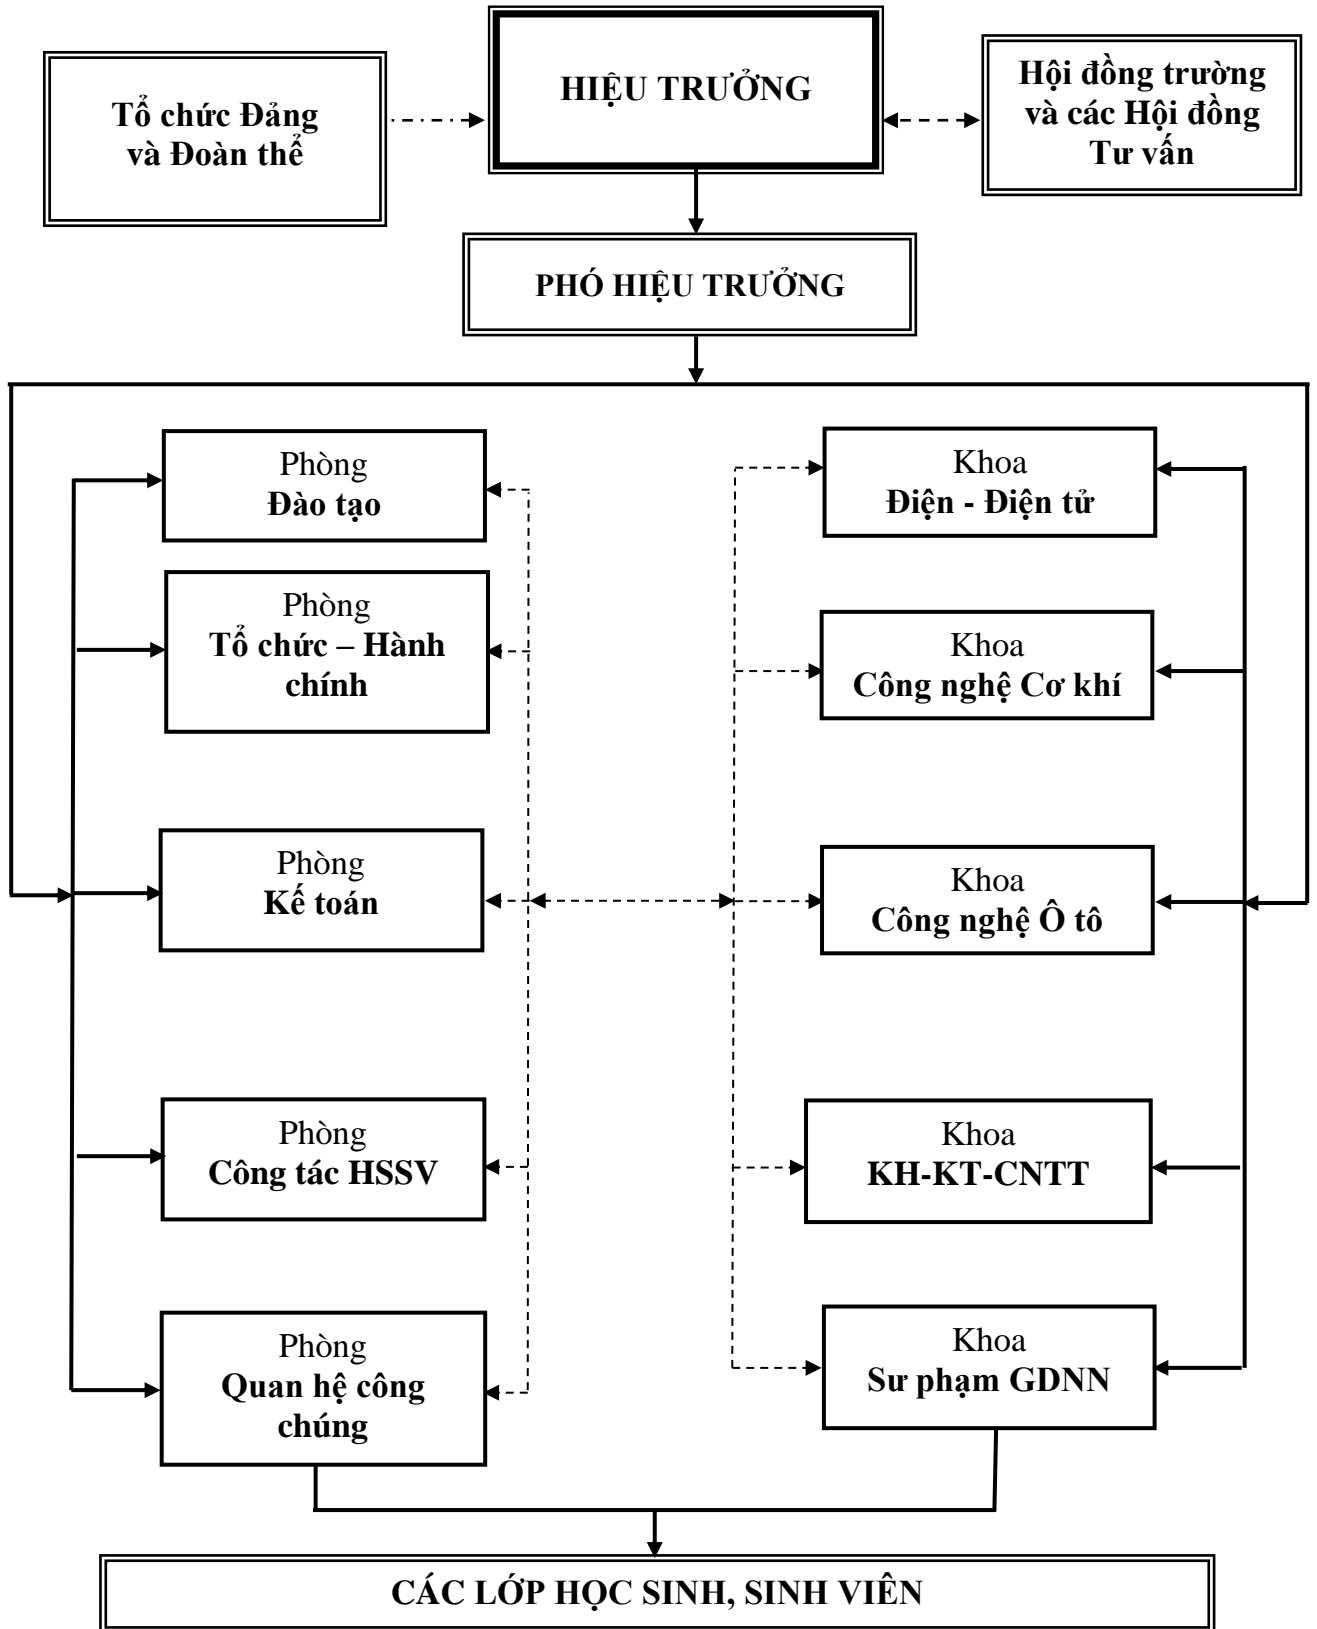 HIỆU TRƯỞNG
Tổ chức Đảng
và Đoàn thể
Hội đồng trường
và các Hội đồng
Tư vấn
PHÓ HIỆU TRƯỞNG
Phòng
Đào tạo
Phòng
Tổ chức – Hành
chính
Phòng
Kế toán
Phòng
Công tác HSSV
Phòng
Quan hệ công
chúng
Khoa
Điện - Điện tử
Khoa
Công nghệ Cơ khí
Khoa
Công nghệ Ô tô
Khoa
KH-KT-CNTT
Khoa
Sư phạm GDNN
CÁC LỚP HỌC SINH, SINH VIÊN